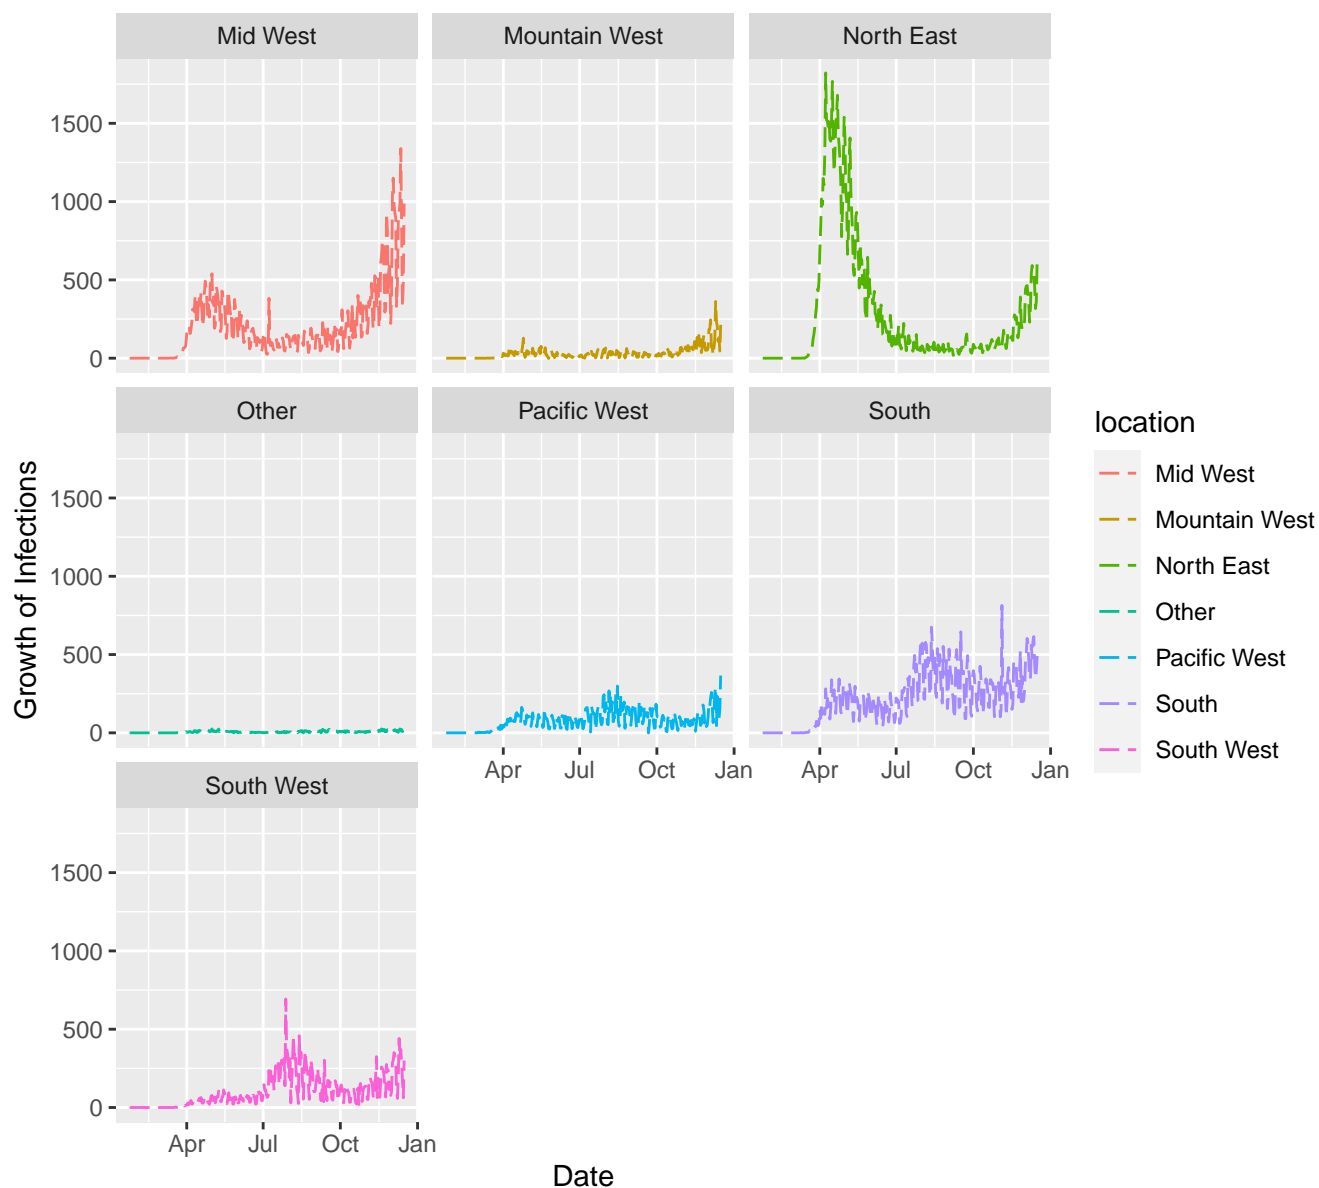 Mid West
Mountain West
North East
1500
1000
500
0
Other
Pacific West
South
1500
1000
500
0
Apr
Jul
Oct
Jan
Apr
Jul
Oct
Jan
South West
1500
1000
500
0
Apr
Jul
Oct
Jan
Date
Growth of Infections
location
Mid West
Mountain West
North East
Other
Pacific West
South
South West